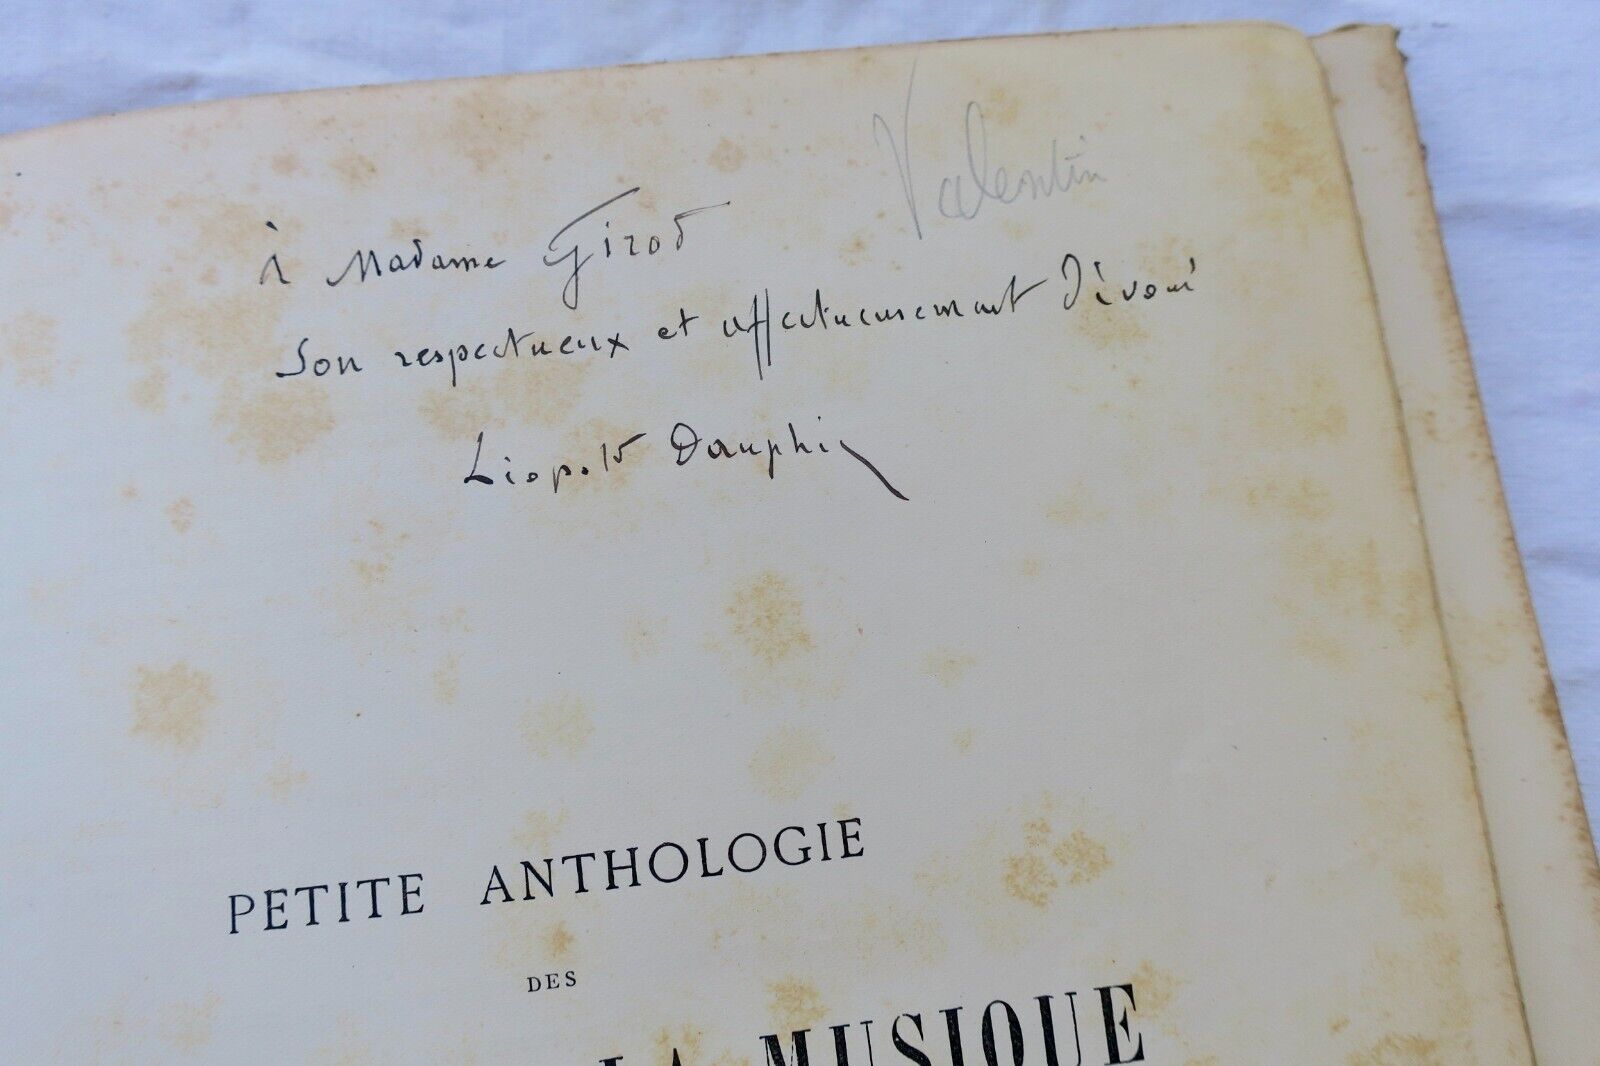 Valentin
à Madame Girod
Son respectueux et affectueusement dévoué
Léopold Dauphin
PETITE ANTHOLOGIE
DES
LA MUSIQUE